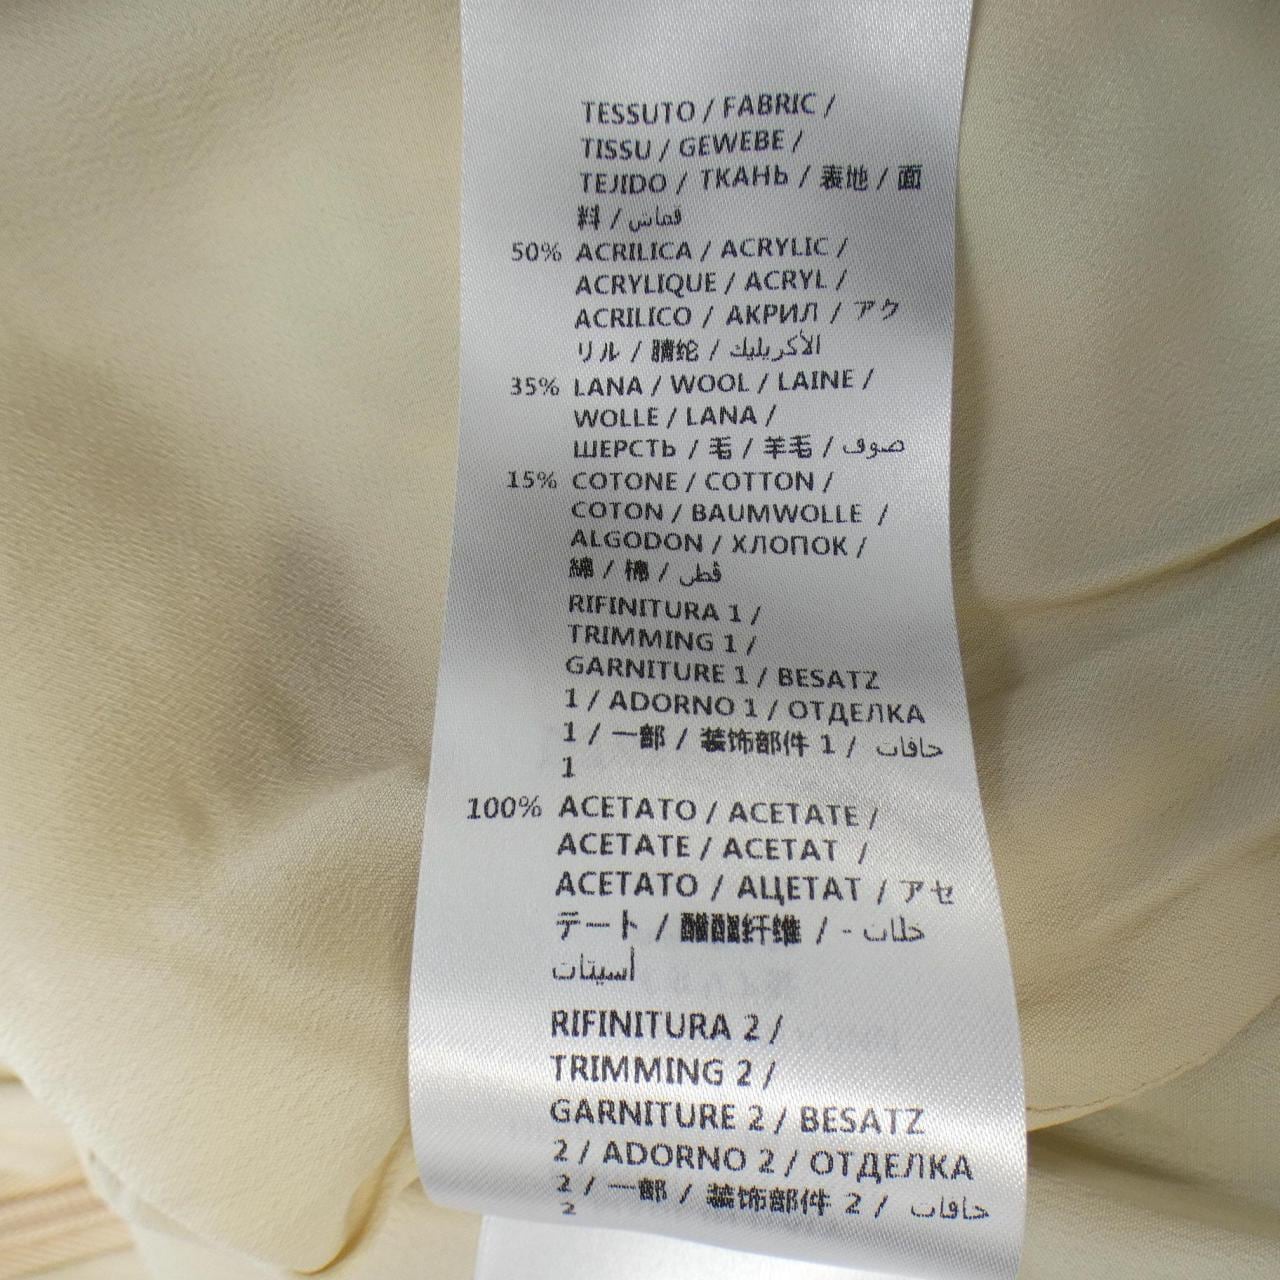 TESSUTO / FABRIC /
TISSU / GEWEBE /
TEJIDO / ТКАНЬ / 表地 / 面
料 / قماش
50% ACRILICA / ACRYLIC /
ACRYLIQUE / ACRYL /
ACRILICO / АКРИЛ / アク
リル / 腈纶 / الأكريليك
35% LANA / WOOL / LAINE /
WOLLE / LANA /
ШЕРСТЬ / 毛 / 羊毛 / صوف
15% COTONE / COTTON /
COTON / BAUMWOLLE /
ALGODON / ХЛОПОК /
綿 / 棉 / قطن
RIFINITURA 1 /
TRIMMING 1 /
GARNITURE 1 / BESATZ
1 / ADORNO 1 / ОТДЕЛКА
1 / 一部 / 装饰部件 1 / حافات
1
100% ACETATO / ACETATE /
ACETATE / ACETAT /
ACETATO / АЦЕТАТ / アセ
テート / 醋酯纤维 / - خلات
أسيتات
RIFINITURA 2 /
TRIMMING 2 /
GARNITURE 2 / BESATZ
2 / ADORNO 2 / ОТДЕЛКА
2 / 一部 / 装饰部件 2 / حافات
2